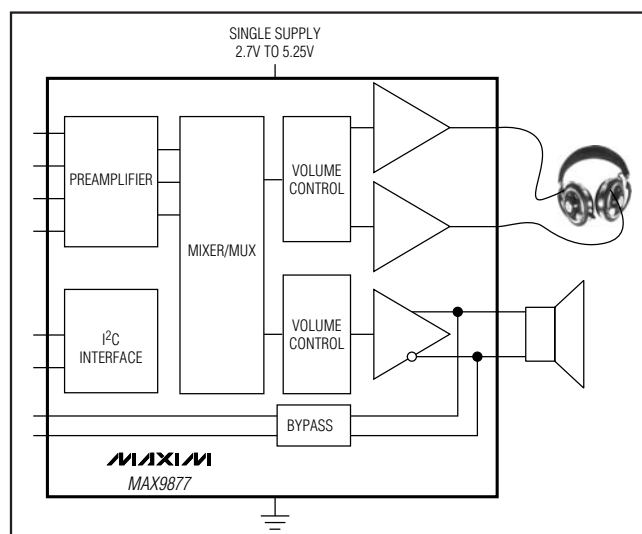 SINGLE SUPPLY
2.7V TO 5.25V
PREAMPLIFIER
MIXER/MUX
VOLUME
CONTROL
I²C
INTERFACE
VOLUME
CONTROL
BYPASS
MAXIM
MAX9877